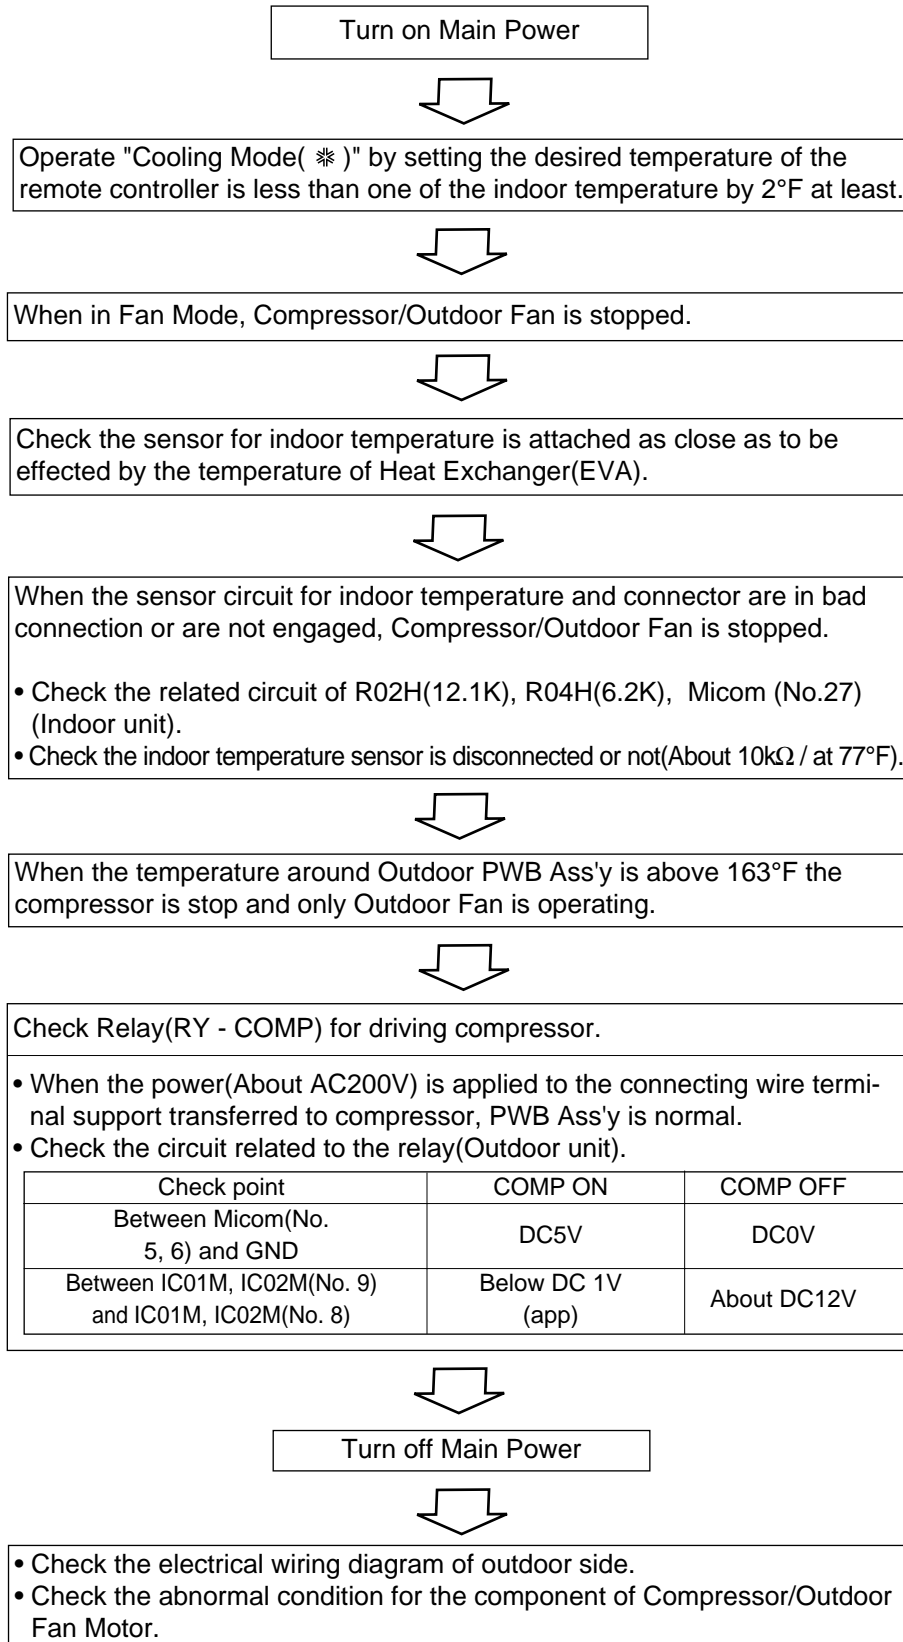 Turn on Main Power
Operate "Cooling Mode( ❋ )" by setting the desired temperature of the
remote controller is less than one of the indoor temperature by 2°F at least.
When in Fan Mode, Compressor/Outdoor Fan is stopped.
Check the sensor for indoor temperature is attached as close as to be
effected by the temperature of Heat Exchanger(EVA).
When the sensor circuit for indoor temperature and connector are in bad
connection or are not engaged, Compressor/Outdoor Fan is stopped.
• Check the related circuit of R02H(12.1K), R04H(6.2K), Micom (No.27)
(Indoor unit).
• Check the indoor temperature sensor is disconnected or not(About 10kΩ / at 77°F).
When the temperature around Outdoor PWB Ass'y is above 163°F the
compressor is stop and only Outdoor Fan is operating.
Check Relay(RY - COMP) for driving compressor.
• When the power(About AC200V) is applied to the connecting wire termi-
nal support transferred to compressor, PWB Ass'y is normal.
• Check the circuit related to the relay(Outdoor unit).
Check point COMP ON COMP OFF
Between Micom(No.
5, 6) and GND DC5V DC0V
Between IC01M, IC02M(No. 9)
and IC01M, IC02M(No. 8) Below DC 1V
(app) About DC12V
Turn off Main Power
• Check the electrical wiring diagram of outdoor side.
• Check the abnormal condition for the component of Compressor/Outdoor
Fan Motor.